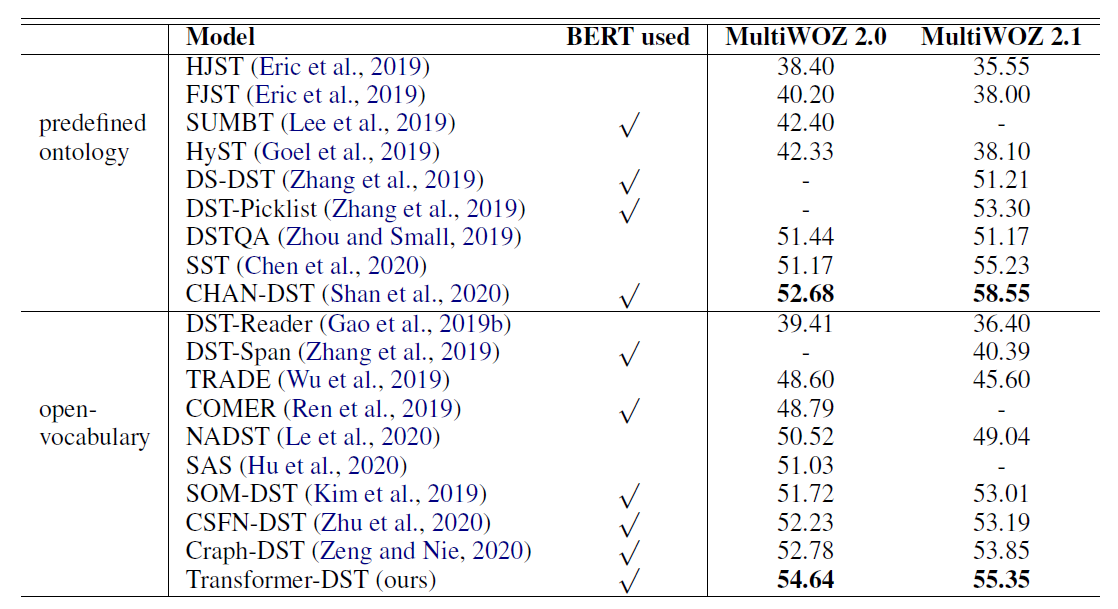 Model BERT used MultiWOZ 2.0 MultiWOZ 2.1
HJST (Eric et al., 2019) 38.40 35.55
FJST (Eric et al., 2019) 40.20 38.00
predefined SUMBT (Lee et al., 2019) √ 42.40 -
ontology HyST (Goel et al., 2019) 42.33 38.10
DS-DST (Zhang et al., 2019) √ - 51.21
DST-Picklist (Zhang et al., 2019) √ - 53.30
DSTQA (Zhou and Small, 2019) 51.44 51.17
SST (Chen et al., 2020) 51.17 55.23
CHAN-DST (Shan et al., 2020) √ 52.68 58.55
DST-Reader (Gao et al., 2019b) 39.41 36.40
DST-Span (Zhang et al., 2019) √ - 40.39
TRADE (Wu et al., 2019) 48.60 45.60
open- COMER (Ren et al., 2019) √ 48.79 -
vocabulary NADST (Le et al., 2020) 50.52 49.04
SAS (Hu et al., 2020) 51.03 -
SOM-DST (Kim et al., 2019) √ 51.72 53.01
CSFN-DST (Zhu et al., 2020) √ 52.23 53.19
Craph-DST (Zeng and Nie, 2020) √ 52.78 53.85
Transformer-DST (ours) √ 54.64 55.35